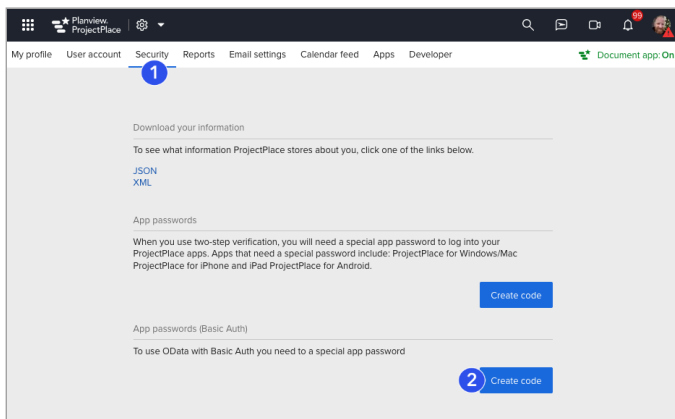 Planview.
ProjectPlace
99
My profile User account Security Reports Email settings Calendar feed Apps Developer Document app: On
1
Download your information
To see what information ProjectPlace stores about you, click one of the links below.
JSON
XML
App passwords
When you use two-step verification, you will need a special app password to log into your
ProjectPlace apps. Apps that need a special password include: ProjectPlace for Windows/Mac
ProjectPlace for iPhone and iPad ProjectPlace for Android.
Create code
App passwords (Basic Auth)
To use OData with Basic Auth you need to a special app password
2 Create code